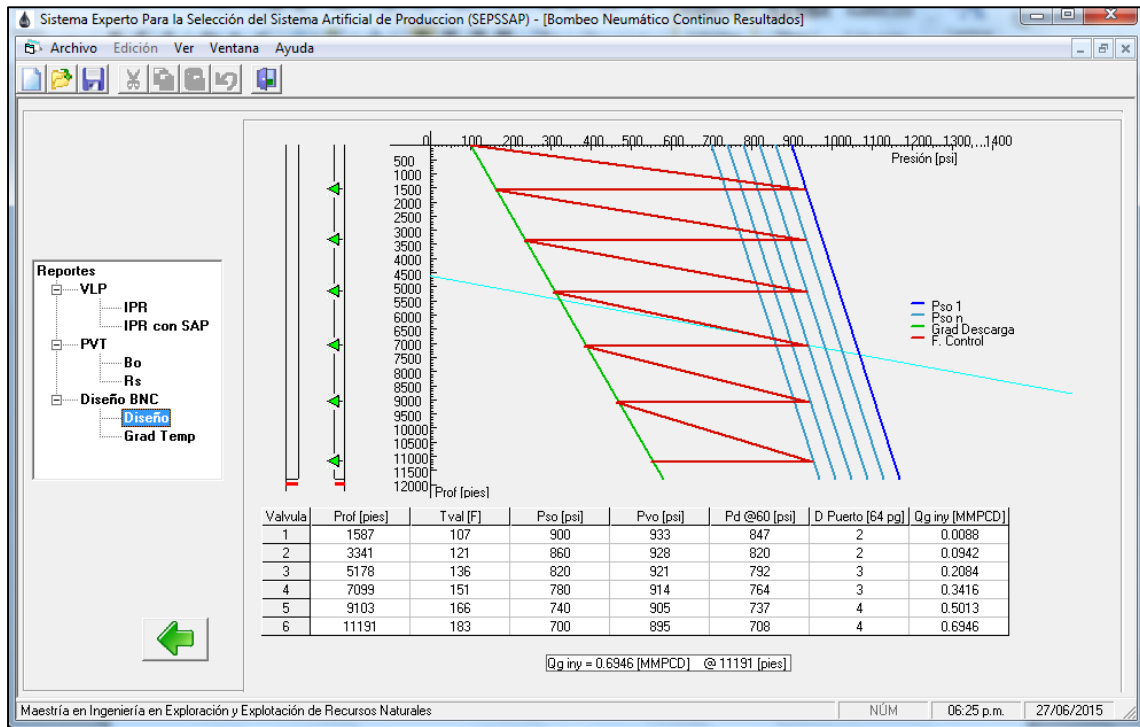 Sistema Experto Para la Selección del Sistema Artificial de Produccion (SEPSSAP) - [Bombeo Neumático Continuo Resultados]
Archivo Edición Ver Ventana Ayuda
Reportes
VLP
IPR
IPR con SAP
PVT
Bo
Rs
Diseño BNC
Diseño
Grad Temp
0 100 200 300 400 500 600 700 800 900 1000 1100 1200 1300 1400
Presión [psi]
500
1000
1500
2000
2500
3000
3500
4000
4500
5000
5500
6000
6500
7000
7500
8000
8500
9000
9500
10000
10500
11000
11500
12000
Prof [pies]
Pso 1
Pso n
Grad Descarga
F. Control
Valvula Prof [pies] Tval [F] Pso [psi] Pvo [psi] Pd @60 [psi] D Puerto [64 pg] Qg iny [MMPCD]
1 1587 107 900 933 847 2 0.0088
2 3341 121 860 928 820 2 0.0942
3 5178 136 820 921 792 3 0.2084
4 7099 151 780 914 764 3 0.3416
5 9103 166 740 905 737 4 0.5013
6 11191 183 700 895 708 4 0.6946
Qg iny = 0.6946 [MMPCD] @ 11191 [pies]
Maestría en Ingeniería en Exploración y Explotación de Recursos Naturales NÚM 06:25 p.m. 27/06/2015